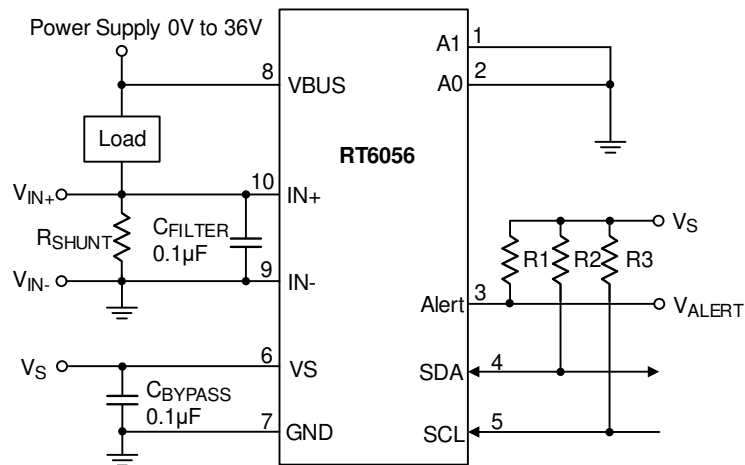 Power Supply 0V to 36V
8
VBUS
Load
RT6056
A1
1
A0
2
VIN+
10
IN+
RSHUNT
CFILTER
0.1µF
VIN-
9
IN-
VS
6
VS
CBYPASS
0.1µF
7
GND
VS
R1
R2
R3
Alert
3
VALERT
SDA
4
SCL
5